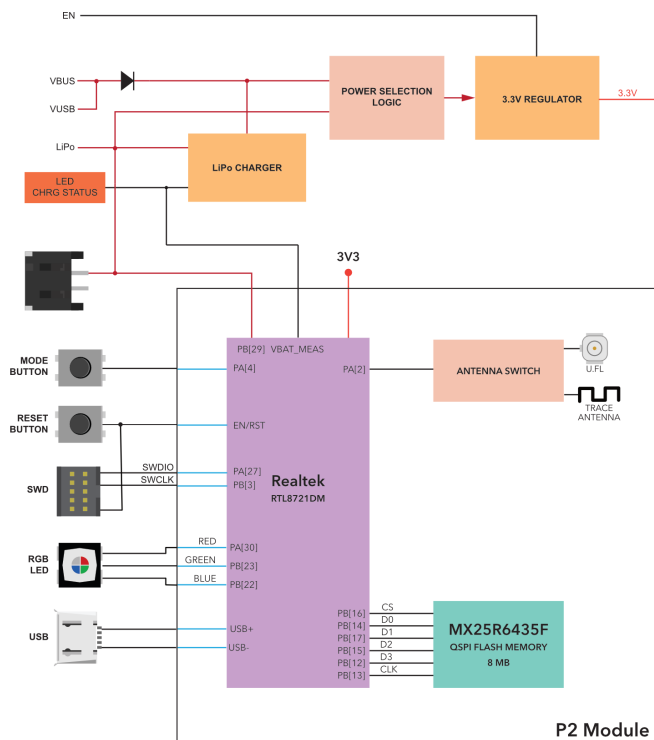 EN
VBUS
VUSB
POWER SELECTION
LOGIC
3.3V REGULATOR
3.3V
LiPo
LiPo CHARGER
LED
CHRG STATUS
3V3
PB[29] VBAT_MEAS
MODE
BUTTON
PA[4]
PA[2]
ANTENNA SWITCH
U.FL
TRACE
ANTENNA
RESET
BUTTON
EN/RST
SWD
SWDIO
SWCLK
PA[27]
PB[3]
Realtek
RTL8721DM
RGB
LED
RED
GREEN
BLUE
PA[30]
PB[23]
PB[22]
USB
USB+
USB-
PB[16]
PB[14]
PB[17]
PB[15]
PB[12]
PB[13]
CS
D0
D1
D2
D3
CLK
MX25R6435F
QSPI FLASH MEMORY
8 MB
P2 Module